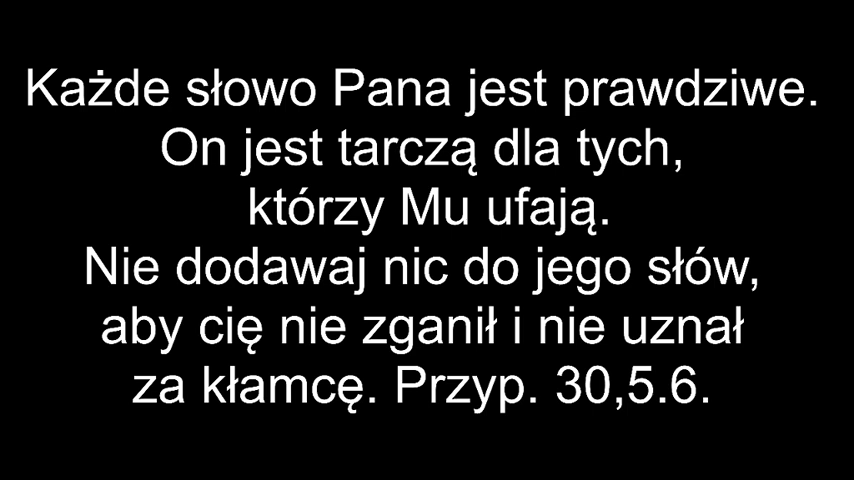 Każde słowo Pana jest prawdziwe.
On jest tarczą dla tych,
którzy Mu ufają.
Nie dodawaj nic do jego słów,
aby cię nie zganił i nie uznał
za kłamcę. Przyp. 30,5.6.